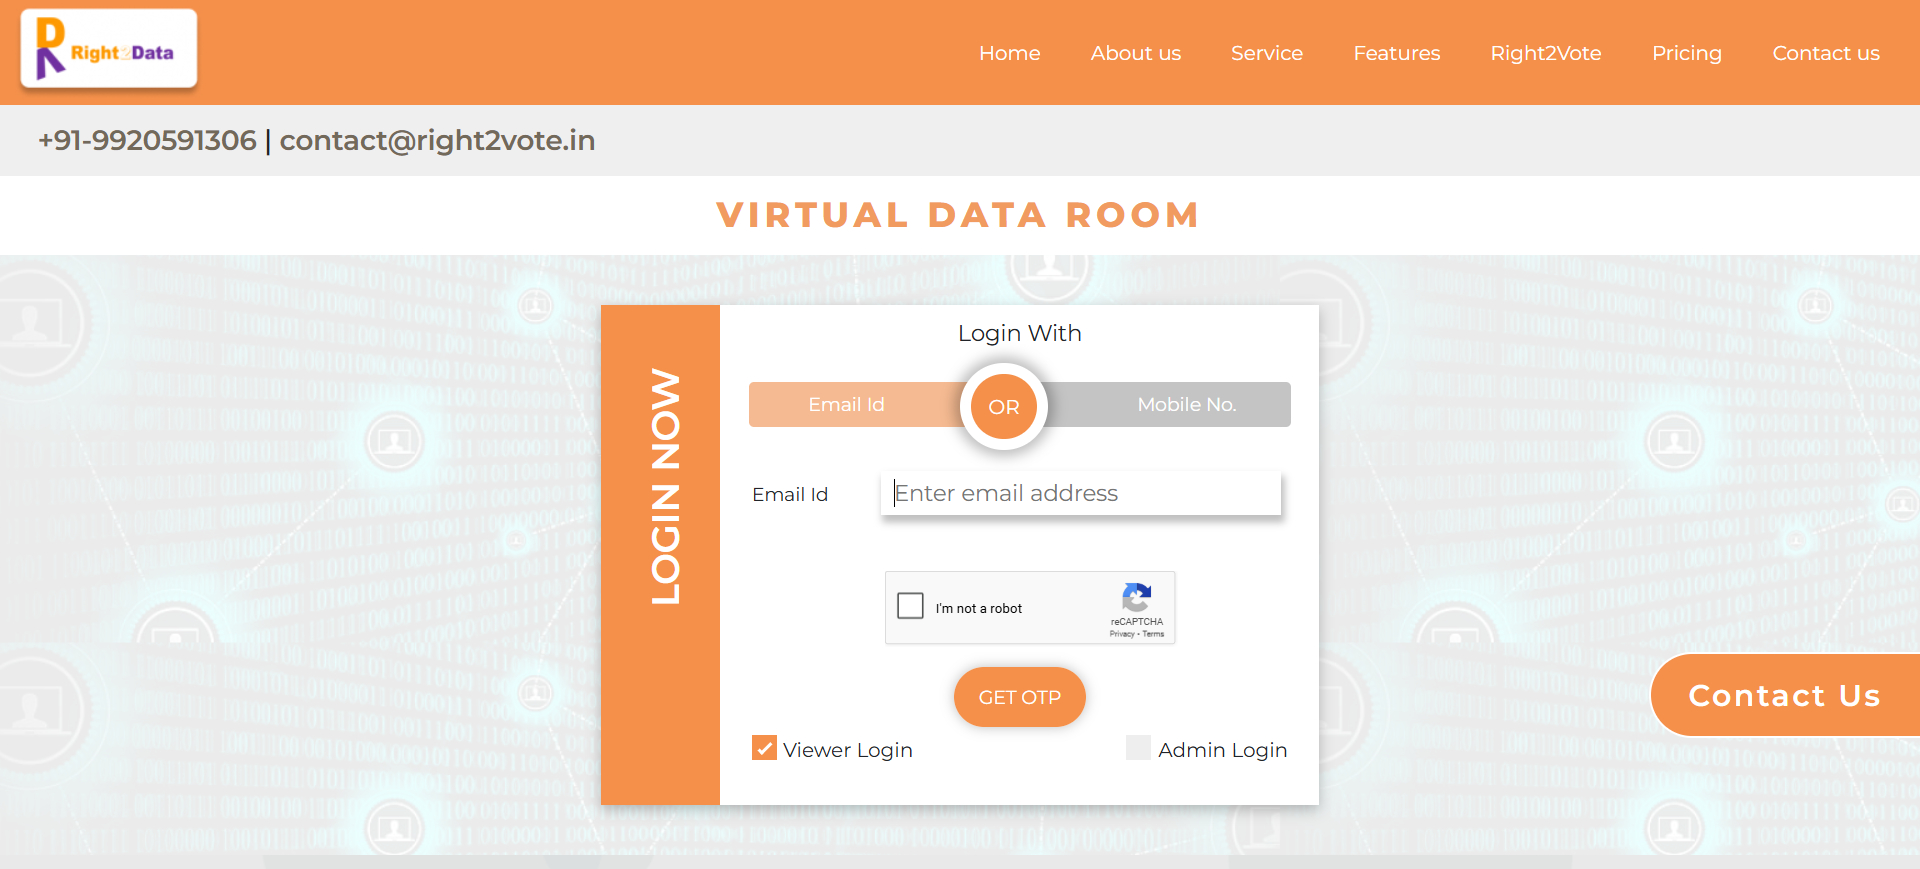 Right2Data
Home About us Service Features Right2Vote Pricing Contact us
+91-9920591306 | contact@right2vote.in
VIRTUAL DATA ROOM
LOGIN NOW
Login With
Email Id OR Mobile No.
Email Id Enter email address
I'm not a robot
reCAPTCHA
Privacy - Terms
GET OTP
Viewer Login Admin Login
Contact Us